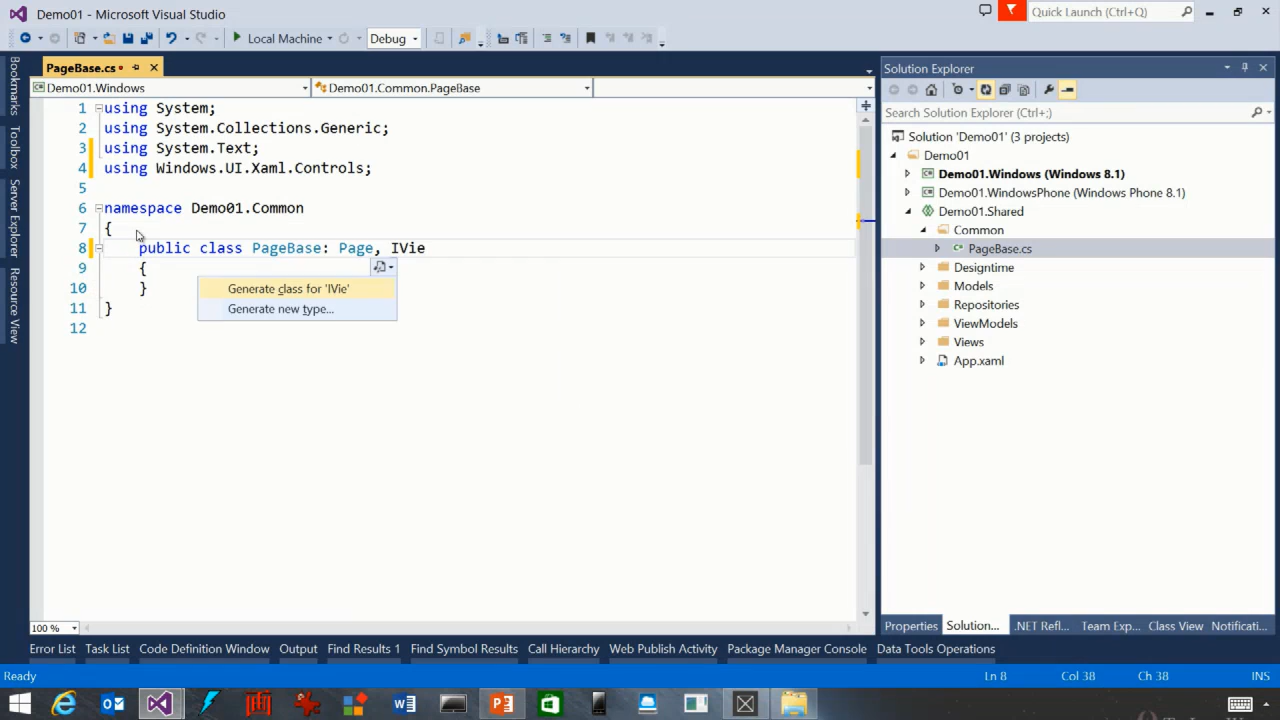 Demo01 - Microsoft Visual Studio
Quick Launch (Ctrl+Q)
Local Machine
Debug
PageBase.cs
Demo01.Windows
Demo01.Common.PageBase
Bookmarks
Toolbox
Server Explorer
Resource View
1 using System;
2 using System.Collections.Generic;
3 using System.Text;
4 using Windows.UI.Xaml.Controls;
5
6 namespace Demo01.Common
7 {
8 public class PageBase: Page, IVie
9 {
10 }
11 }
12
Generate class for 'IVie'
Generate new type...
100 %
Solution Explorer
Search Solution Explorer (Ctrl+;)
Solution 'Demo01' (3 projects)
Demo01
Demo01.Windows (Windows 8.1)
Demo01.WindowsPhone (Windows Phone 8.1)
Demo01.Shared
Common
PageBase.cs
Designtime
Models
Repositories
ViewModels
Views
App.xaml
Properties
Solution...
.NET Refl...
Team Exp...
Class View
Notificati...
Error List
Task List
Code Definition Window
Output
Find Results 1
Find Symbol Results
Call Hierarchy
Web Publish Activity
Package Manager Console
Data Tools Operations
Ready
Ln 8
Col 38
Ch 38
INS